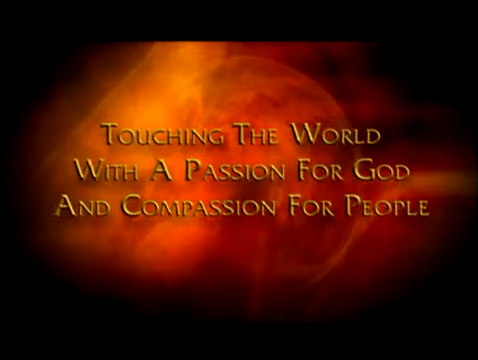 Touching The World
With A Passion For God
And Compassion For People